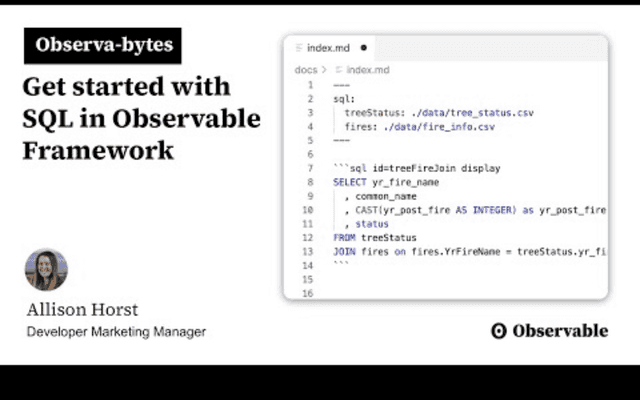 Observa-bytes
Get started with
SQL in Observable
Framework
Allison Horst
Developer Marketing Manager
index.md
docs > index.md
1 ---
2 sql:
3 treeStatus: ./data/tree_status.csv
4 fires: ./data/fire_info.csv
5 ---
6
7 ```sql id=treeFireJoin display
8 SELECT yr_fire_name
9 , common_name
10 , CAST(yr_post_fire AS INTEGER) as yr_post_fire
11 , status
12 FROM treeStatus
13 JOIN fires on fires.YrFireName = treeStatus.yr_fi
14 ```
15
16
Observable